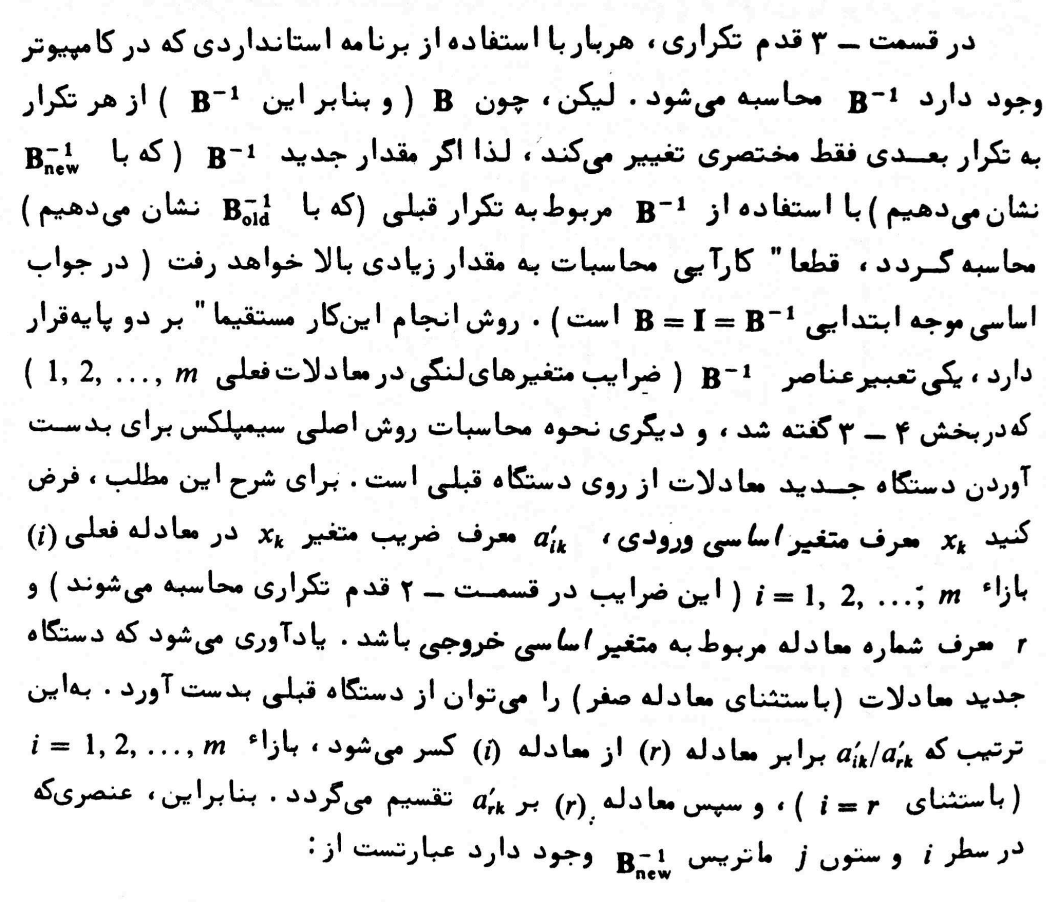 در قسمت – ۳ قدم تکراری، هربار با استفاده از برنامه استانداردی که در کامپیوتر
وجود دارد B⁻¹ محاسبه می‌شود. لیکن، چون B ( و بنابر این B⁻¹ ) از هر تکرار
به تکرار بعدی فقط مختصری تغییر می‌کند، لذا اگر مقدار جدید B⁻¹ ( که با B⁻¹new
نشان می‌دهیم ) با استفاده از B⁻¹ مربوط به تکرار قبلی (که با B⁻¹old نشان می‌دهیم )
محاسبه گردد، قطعا" کارآیی محاسبات به مقدار زیادی بالا خواهد رفت ( در جواب
اساسی موجه ابتدایی B = I = B⁻¹ است ) . روش انجام این‌کار مستقیما" بر دو پایه‌قرار
دارد، یکی تعبیر عناصر B⁻¹ ( ضرایب متغیرهای لنگی در معادلات فعلی 1, 2, ..., m )
که در بخش ۴ – ۳ گفته شد، و دیگری نحوه محاسبات روش اصلی سیمپلکس برای بدست
آوردن دستگاه جدید معادلات از روی دستگاه قبلی است. برای شرح این مطلب، فرض
کنید xk معرف متغیر اساسی ورودی، a′ik معرف ضریب متغیر xk در معادله فعلی (i)
بازاء i = 1, 2, ...; m ( این ضرایب در قسمت – ۲ قدم تکراری محاسبه می‌شوند ) و
r معرف شماره معادله مربوط به متغیر اساسی خروجی باشد. یادآوری می‌شود که دستگاه
جدید معادلات (باستثنای معادله صفر) را می‌توان از دستگاه قبلی بدست آورد. به‌این
ترتیب که a′ik/a′rk برابر معادله (r) از معادله (i) کسر می‌شود، بازاء i = 1, 2, ..., m
( باستثنای i = r )، و سپس معادله (r) بر a′rk تقسیم می‌گردد. بنابراین، عنصری‌که
در سطر i و ستون j ماتریس B⁻¹new وجود دارد عبارتست از :